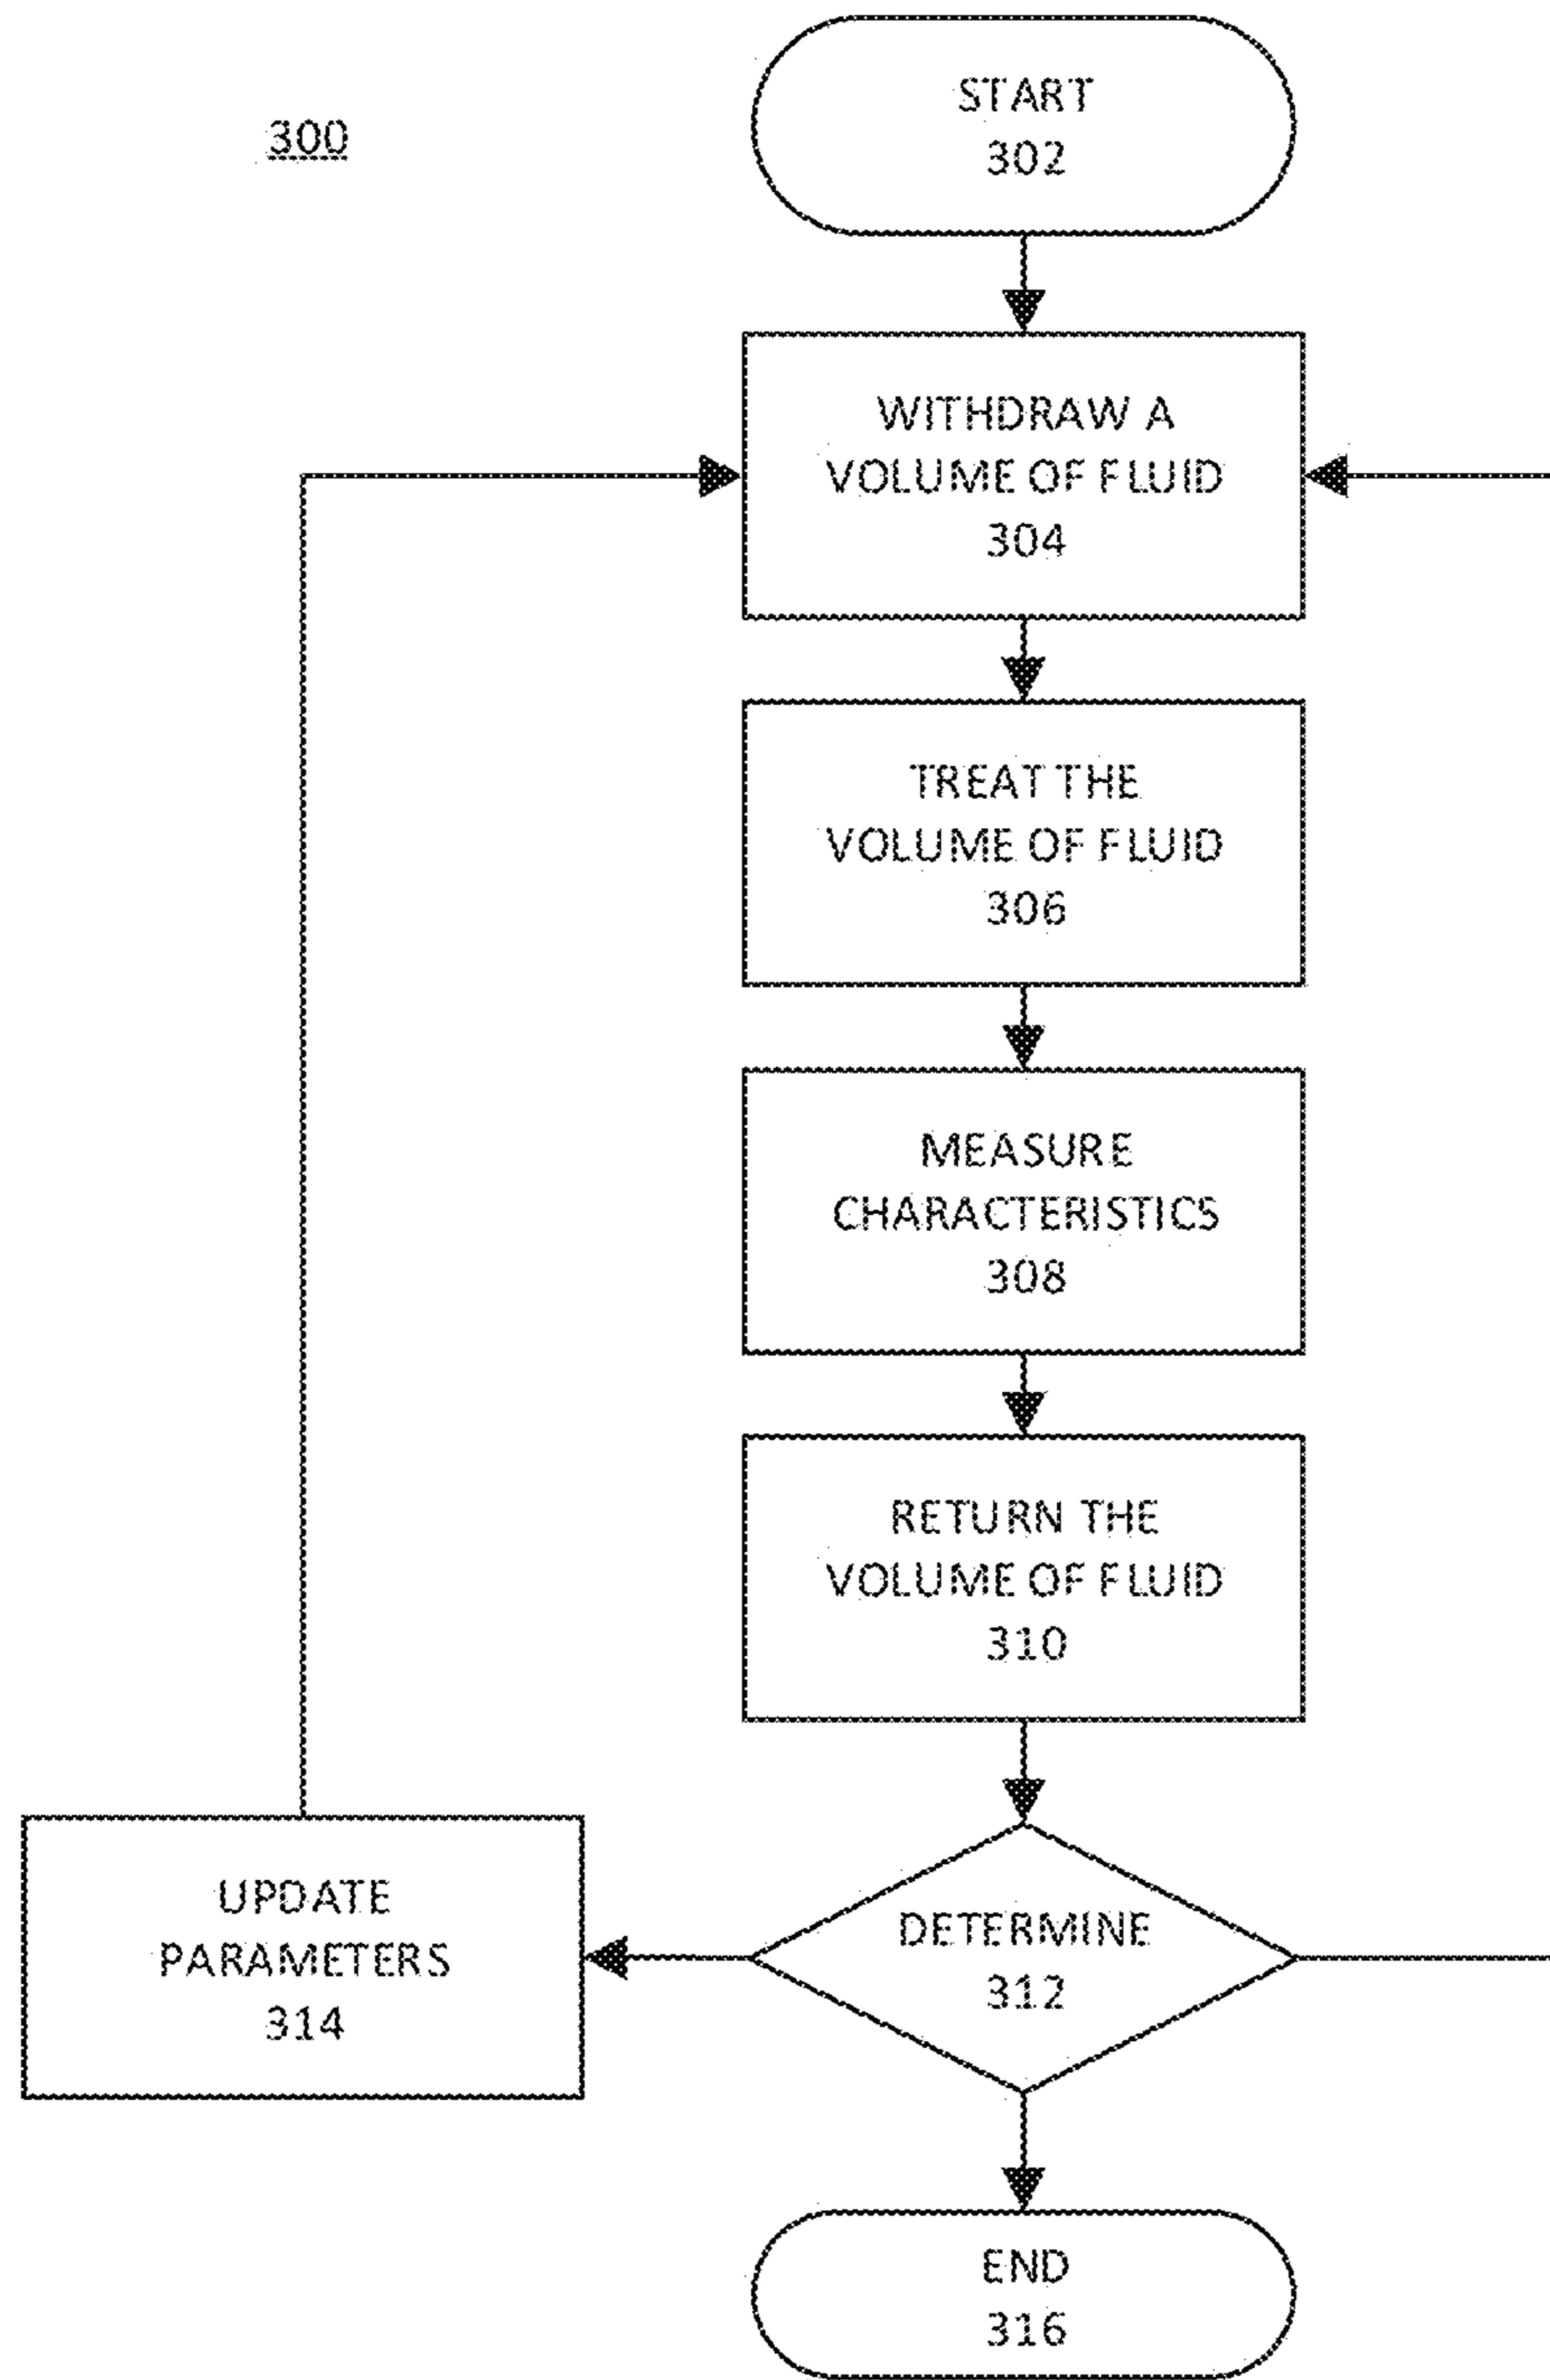 300
START
302
WITHDRAW A
VOLUME OF FLUID
304
TREAT THE
VOLUME OF FLUID
306
MEASURE
CHARACTERISTICS
308
RETURN THE
VOLUME OF FLUID
310
UPDATE
PARAMETERS
314
DETERMINE
312
END
316